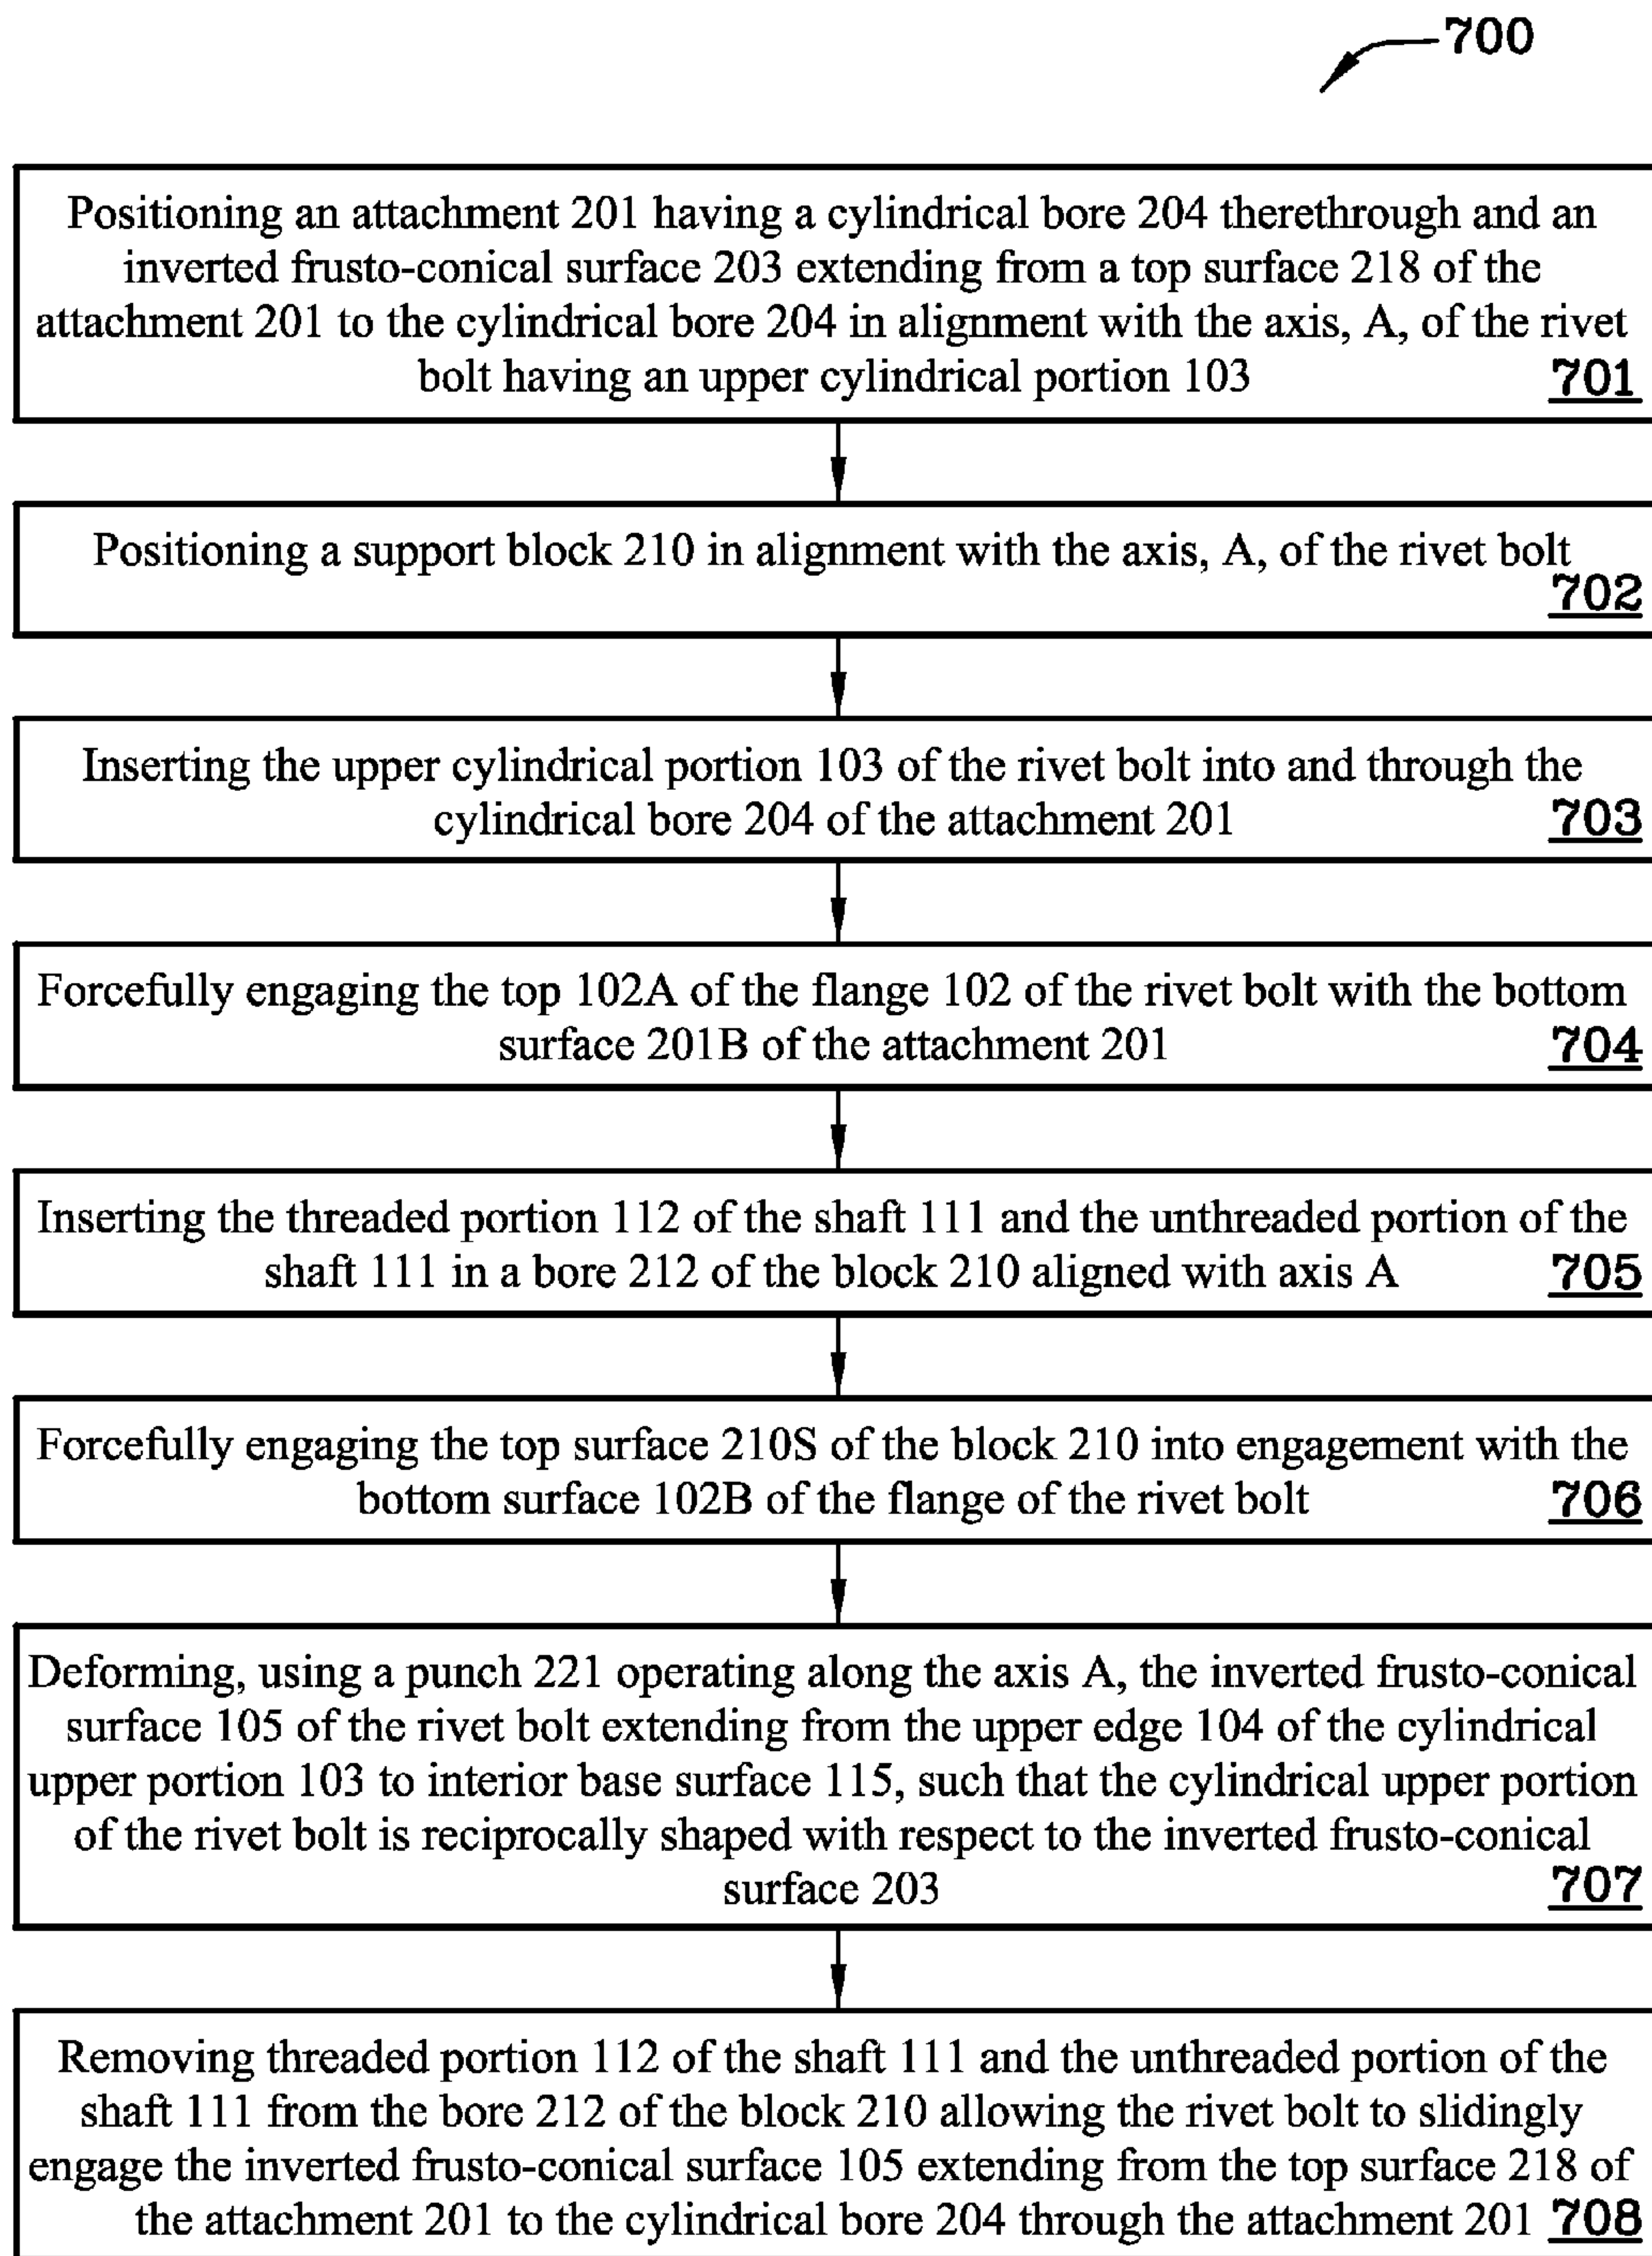 700
Positioning an attachment 201 having a cylindrical bore 204 therethrough and an
inverted frusto-conical surface 203 extending from a top surface 218 of the
attachment 201 to the cylindrical bore 204 in alignment with the axis, A, of the rivet
bolt having an upper cylindrical portion 103 701
Positioning a support block 210 in alignment with the axis, A, of the rivet bolt
702
Inserting the upper cylindrical portion 103 of the rivet bolt into and through the
cylindrical bore 204 of the attachment 201 703
Forcefully engaging the top 102A of the flange 102 of the rivet bolt with the bottom
surface 201B of the attachment 201 704
Inserting the threaded portion 112 of the shaft 111 and the unthreaded portion of the
shaft 111 in a bore 212 of the block 210 aligned with axis A 705
Forcefully engaging the top surface 210S of the block 210 into engagement with the
bottom surface 102B of the flange of the rivet bolt 706
Deforming, using a punch 221 operating along the axis A, the inverted frusto-conical
surface 105 of the rivet bolt extending from the upper edge 104 of the cylindrical
upper portion 103 to interior base surface 115, such that the cylindrical upper portion
of the rivet bolt is reciprocally shaped with respect to the inverted frusto-conical
surface 203 707
Removing threaded portion 112 of the shaft 111 and the unthreaded portion of the
shaft 111 from the bore 212 of the block 210 allowing the rivet bolt to slidingly
engage the inverted frusto-conical surface 105 extending from the top surface 218 of
the attachment 201 to the cylindrical bore 204 through the attachment 201 708